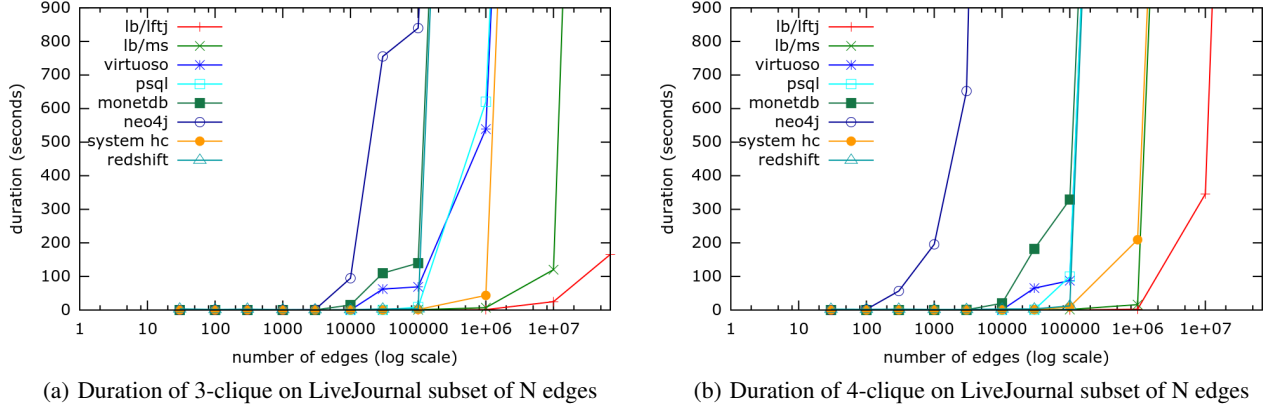 900
800
700
600
500
400
300
200
100
0
duration (seconds)
lb/lftj
lb/ms
virtuoso
psql
monetdb
neo4j
system hc
redshift
1 10 100 1000 10000 100000 1e+06 1e+07
number of edges (log scale)
(a) Duration of 3-clique on LiveJournal subset of N edges
900
800
700
600
500
400
300
200
100
0
duration (seconds)
lb/lftj
lb/ms
virtuoso
psql
monetdb
neo4j
system hc
redshift
1 10 100 1000 10000 100000 1e+06 1e+07
number of edges (log scale)
(b) Duration of 4-clique on LiveJournal subset of N edges